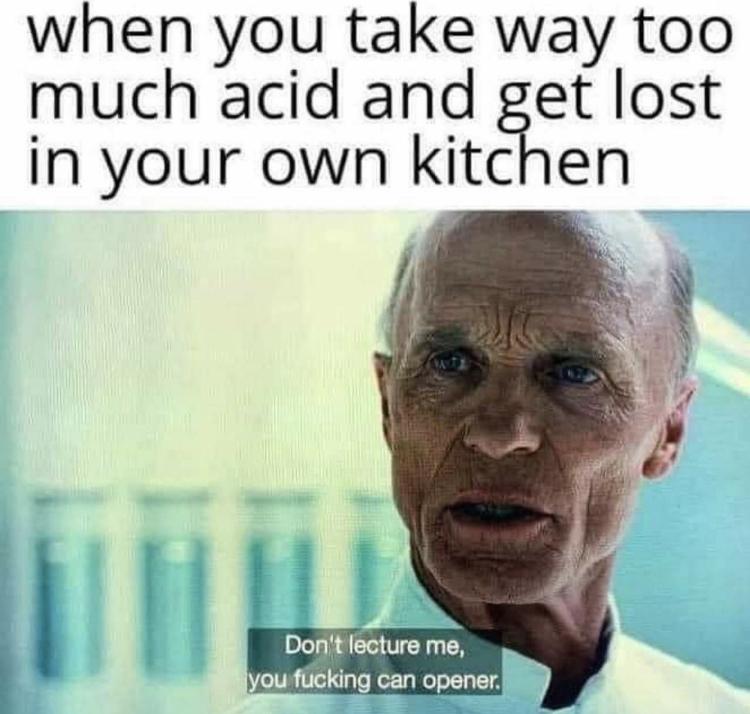 when you take way too
much acid and get lost
in your own kitchen
Don't lecture me,
you fucking can opener.